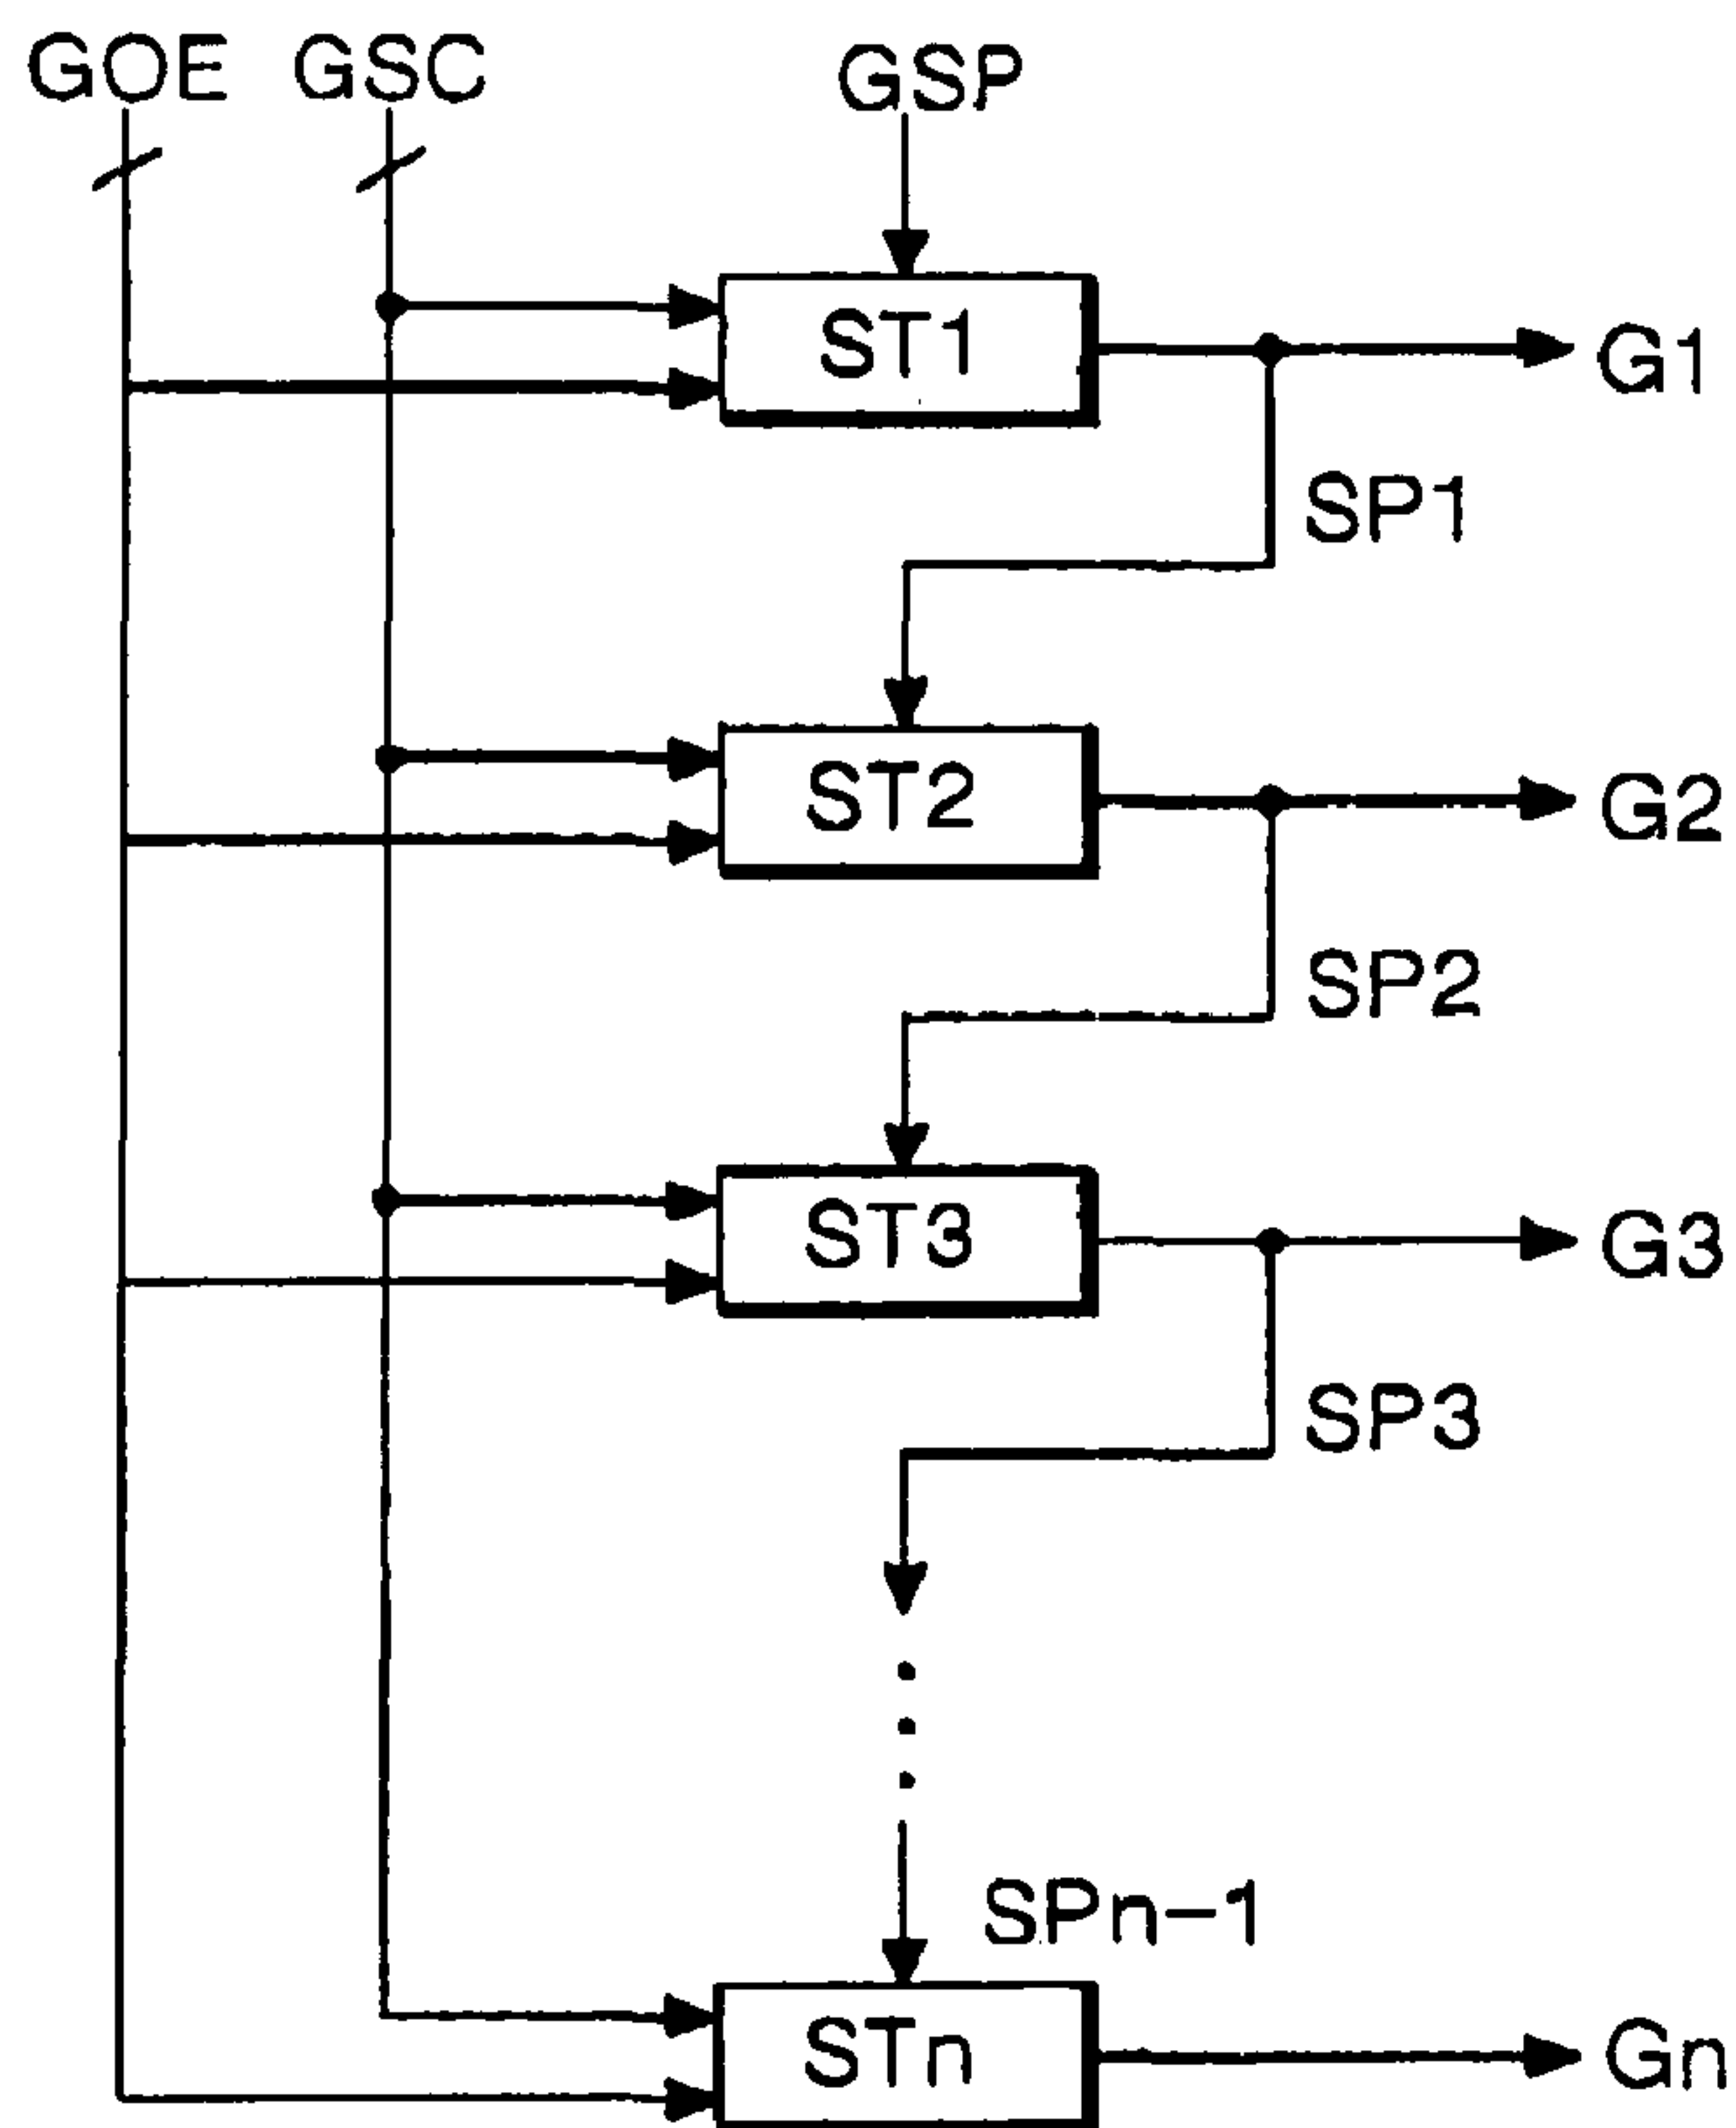 GOE GSC GSP
ST1 G1
SP1
ST2 G2
SP2
ST3 G3
SP3
SPn-1
STn Gn